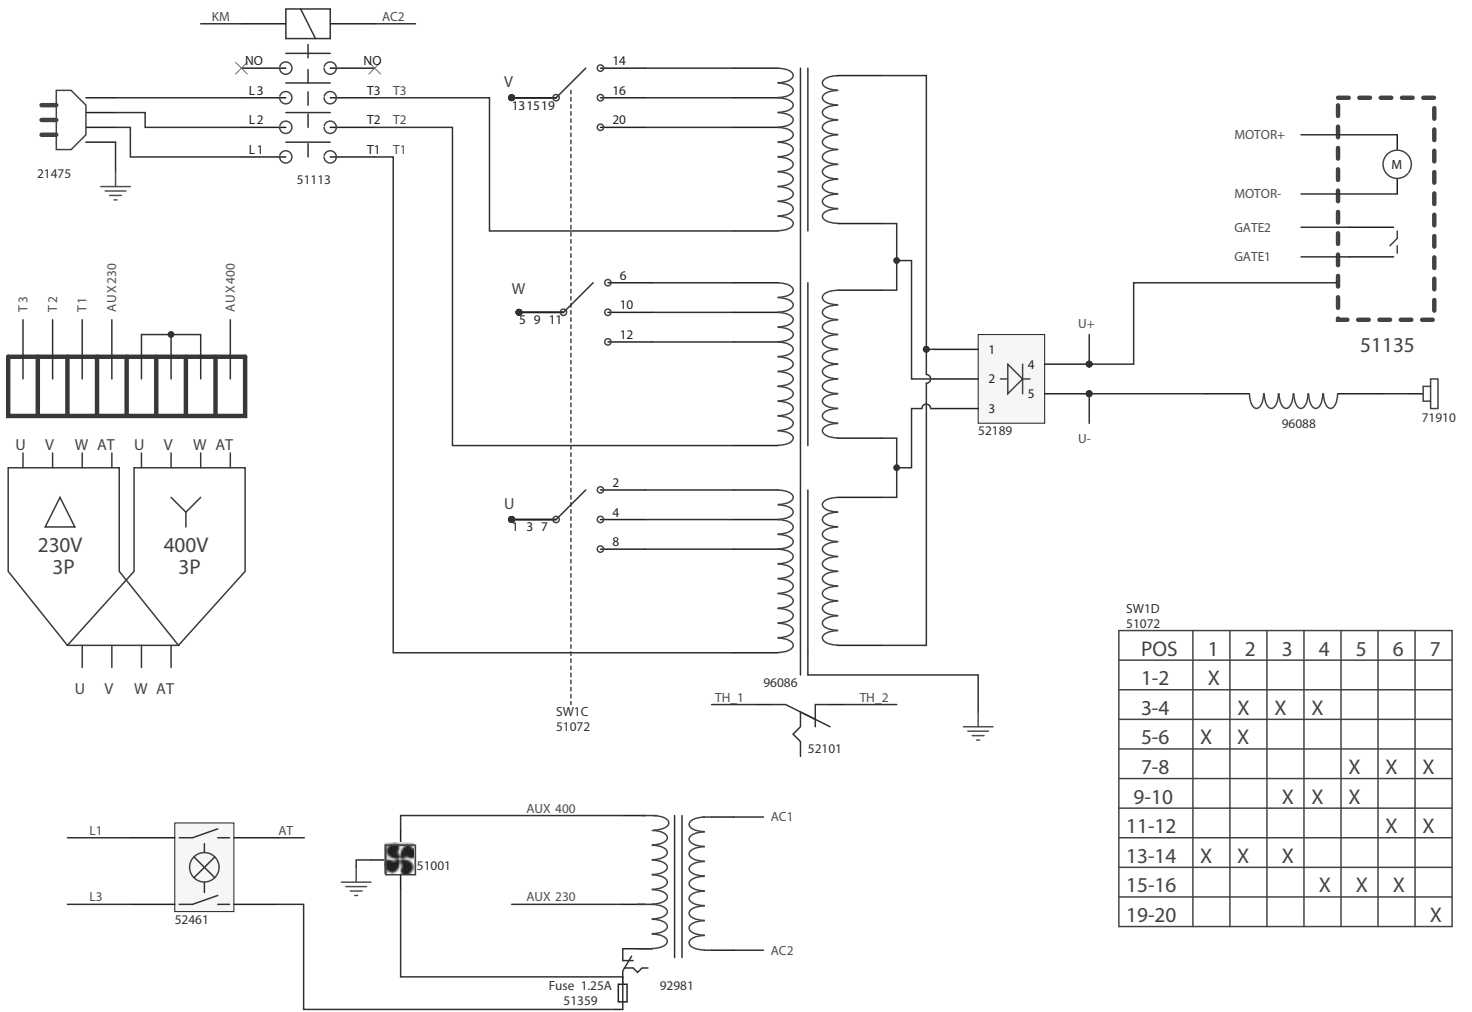 KM AC2
NO NO
L3 T3 T3
L2 T2 T2
L1 T1 T1
21475
51113
V
131519
14
16
20
W
5 9 11
6
10
12
U
1 3 7
2
4
8
SW1C
51072
96086
TH_1 TH_2
52101
1
2
3
4
5
52189
U+
U-
MOTOR+
MOTOR-
GATE2
GATE1
M
51135
96088
71910
T3
T2
T1
AUX230
AUX400
U V W AT U V W AT
230V
3P
400V
3P
U V W AT
L1 AT
L3
52461
51001
AUX 400
AUX 230
AC1
AC2
Fuse 1.25A
51359
92981
SW1D
51072
POS 1 2 3 4 5 6 7
1-2 X
3-4 X X X
5-6 X X
7-8 X X X
9-10 X X X
11-12 X X
13-14 X X X
15-16 X X X
19-20 X